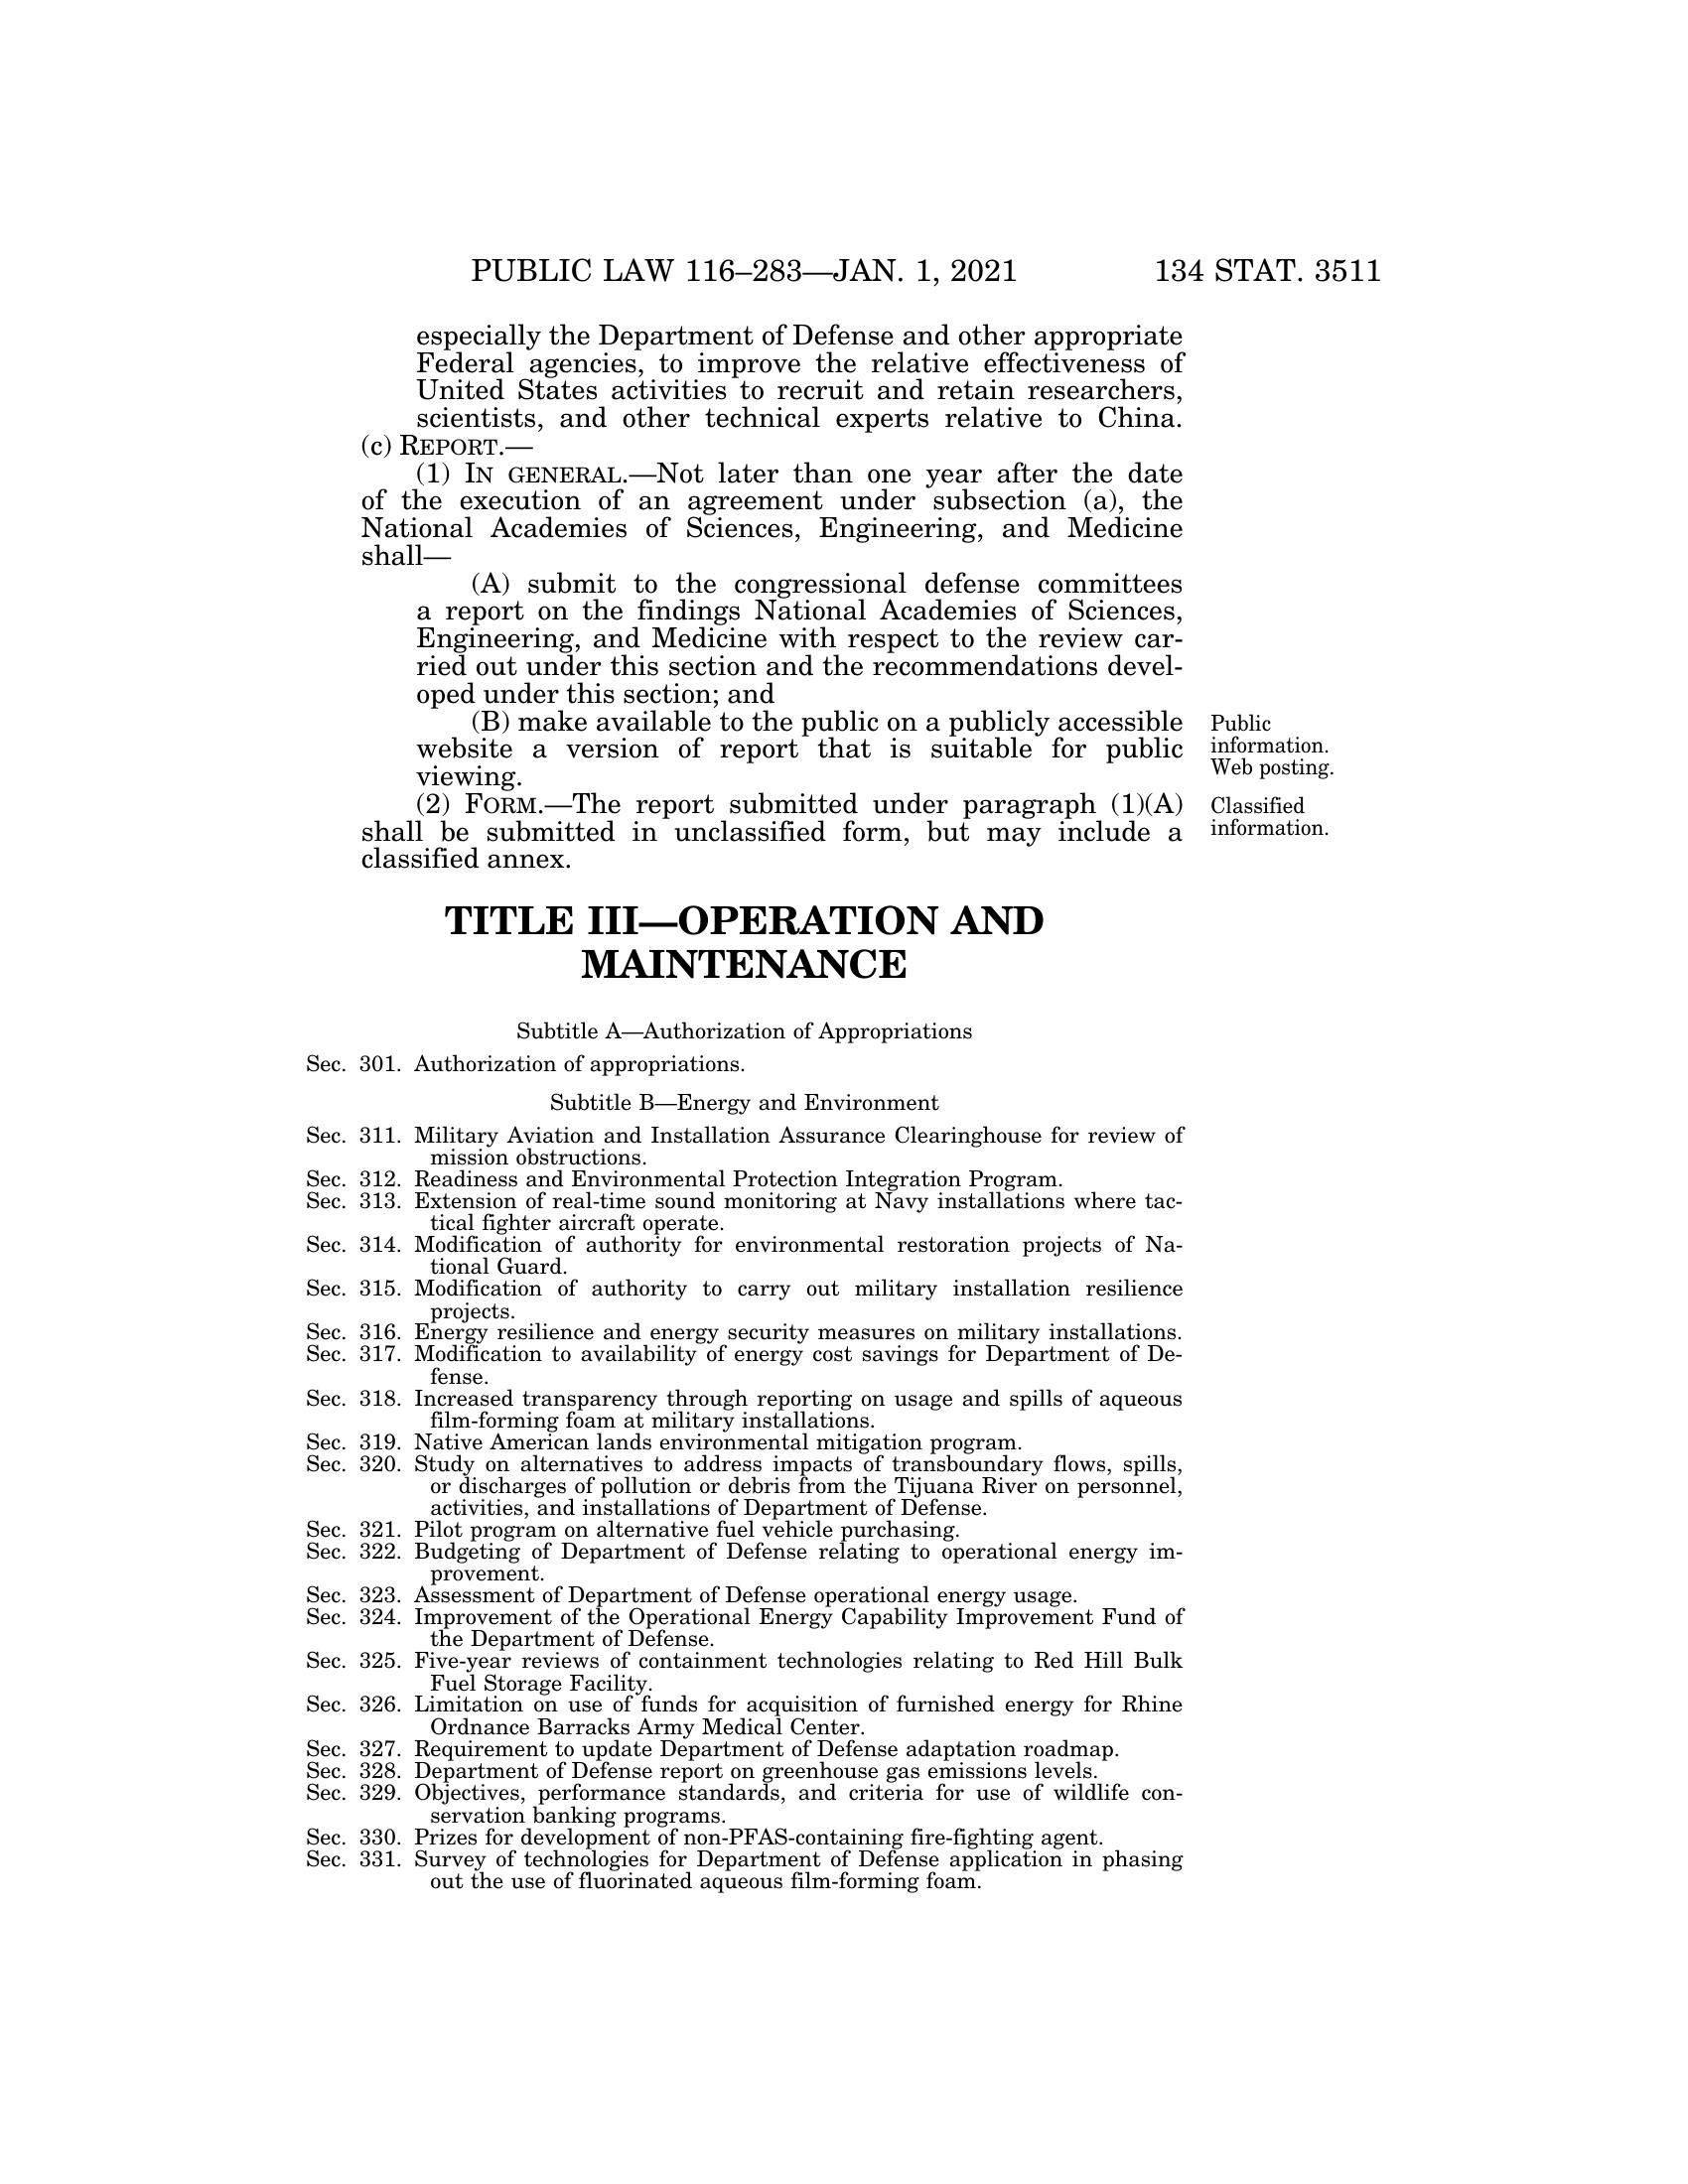 PUBLIC LAW 116–283—JAN. 1, 2021 134 STAT. 3511
especially the Department of Defense and other appropriate
Federal agencies, to improve the relative effectiveness of
United States activities to recruit and retain researchers,
scientists, and other technical experts relative to China.
(c) REPORT.—
(1) IN GENERAL.—Not later than one year after the date
of the execution of an agreement under subsection (a), the
National Academies of Sciences, Engineering, and Medicine
shall—
(A) submit to the congressional defense committees
a report on the findings National Academies of Sciences,
Engineering, and Medicine with respect to the review car-
ried out under this section and the recommendations devel-
oped under this section; and
(B) make available to the public on a publicly accessible
website a version of report that is suitable for public
viewing.
Public
information.
Web posting.
(2) FORM.—The report submitted under paragraph (1)(A)
shall be submitted in unclassified form, but may include a
classified annex.
Classified
information.
TITLE III—OPERATION AND
MAINTENANCE
Subtitle A—Authorization of Appropriations
Sec. 301. Authorization of appropriations.
Subtitle B—Energy and Environment
Sec. 311. Military Aviation and Installation Assurance Clearinghouse for review of
mission obstructions.
Sec. 312. Readiness and Environmental Protection Integration Program.
Sec. 313. Extension of real-time sound monitoring at Navy installations where tac-
tical fighter aircraft operate.
Sec. 314. Modification of authority for environmental restoration projects of Na-
tional Guard.
Sec. 315. Modification of authority to carry out military installation resilience
projects.
Sec. 316. Energy resilience and energy security measures on military installations.
Sec. 317. Modification to availability of energy cost savings for Department of De-
fense.
Sec. 318. Increased transparency through reporting on usage and spills of aqueous
film-forming foam at military installations.
Sec. 319. Native American lands environmental mitigation program.
Sec. 320. Study on alternatives to address impacts of transboundary flows, spills,
or discharges of pollution or debris from the Tijuana River on personnel,
activities, and installations of Department of Defense.
Sec. 321. Pilot program on alternative fuel vehicle purchasing.
Sec. 322. Budgeting of Department of Defense relating to operational energy im-
provement.
Sec. 323. Assessment of Department of Defense operational energy usage.
Sec. 324. Improvement of the Operational Energy Capability Improvement Fund of
the Department of Defense.
Sec. 325. Five-year reviews of containment technologies relating to Red Hill Bulk
Fuel Storage Facility.
Sec. 326. Limitation on use of funds for acquisition of furnished energy for Rhine
Ordnance Barracks Army Medical Center.
Sec. 327. Requirement to update Department of Defense adaptation roadmap.
Sec. 328. Department of Defense report on greenhouse gas emissions levels.
Sec. 329. Objectives, performance standards, and criteria for use of wildlife con-
servation banking programs.
Sec. 330. Prizes for development of non-PFAS-containing fire-fighting agent.
Sec. 331. Survey of technologies for Department of Defense application in phasing
out the use of fluorinated aqueous film-forming foam.